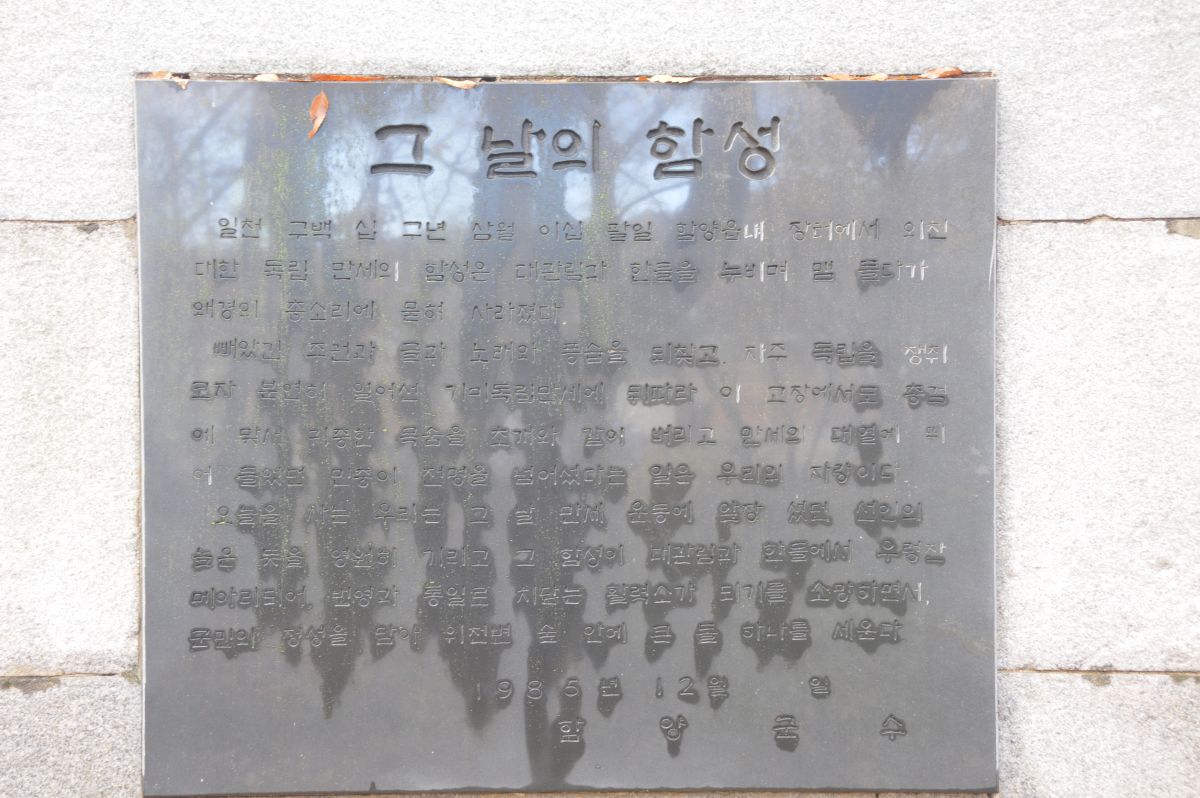 그 날의 함성
일천 구백 십 구년 삼월 이십 팔일 함양읍내 장터에서 외친
대한 독립 만세의 함성은 대관림과 한들을 누비며 맴 돌다가
왜경의 총소리에 묻혀 사라졌다
빼았긴 주권과 글과 노래와 풍습을 되찾고, 자주 독립을 쟁취
코자 분연히 일어선 기미독립만세에 뒤따라 이 고장에서도 총검
에 맞서 귀중한 목숨을 초개와 같이 버리고 만세의 대열에 뛰
어 들었던 민중이 천명을 넘어섰다는 일은 우리의 자랑이다
오늘을 사는 우리는 그 날 만세 운동에 앞장 섰던 선인의
높은 뜻을 영원히 기리고 그 함성이 대관림과 한들에서 우렁찬
메아리되어, 번영과 통일로 치닫는 활력소가 되기를 소망하면서,
군민의 정성을 담아 위천변 숲 안에 큰 돌 하나를 세운다
1985년 12월 일
함 양 군 수